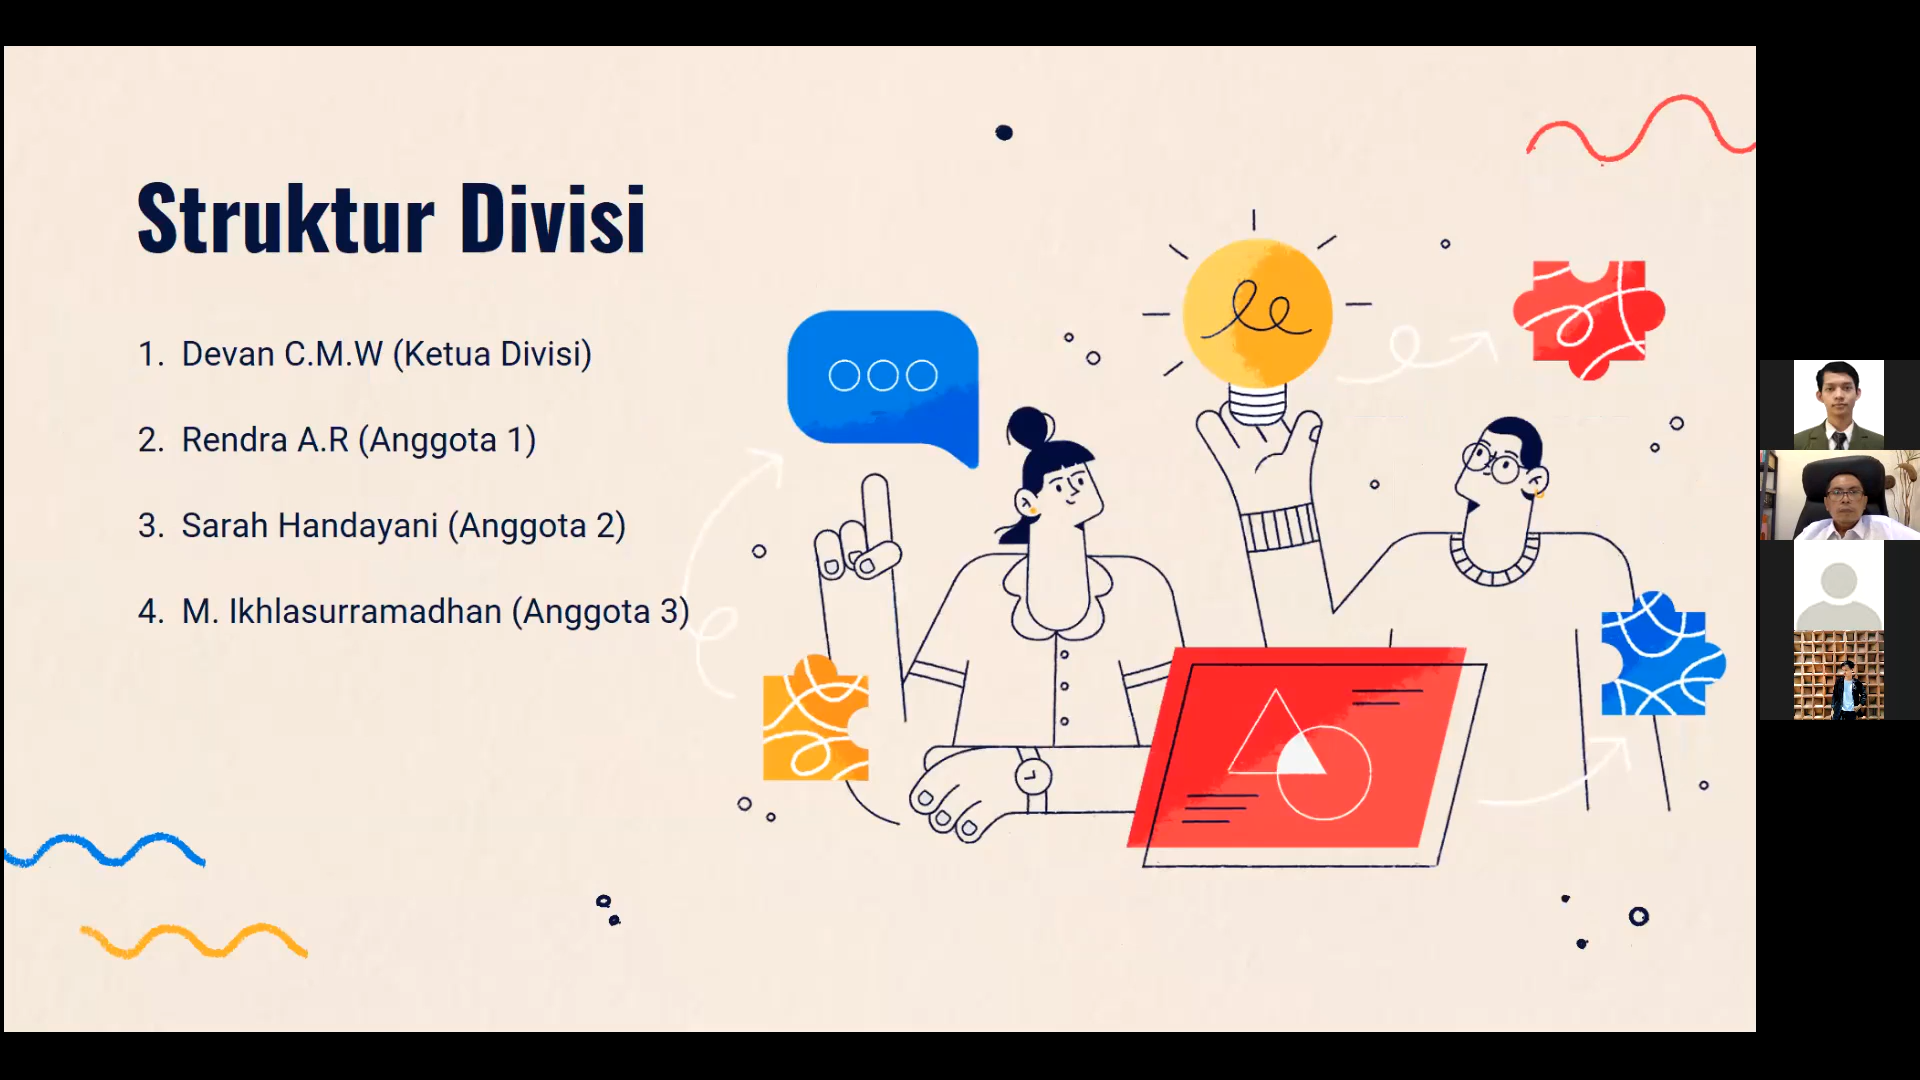 Struktur Divisi
1. Devan C.M.W (Ketua Divisi)
2. Rendra A.R (Anggota 1)
3. Sarah Handayani (Anggota 2)
4. M. Ikhlasurramadhan (Anggota 3)